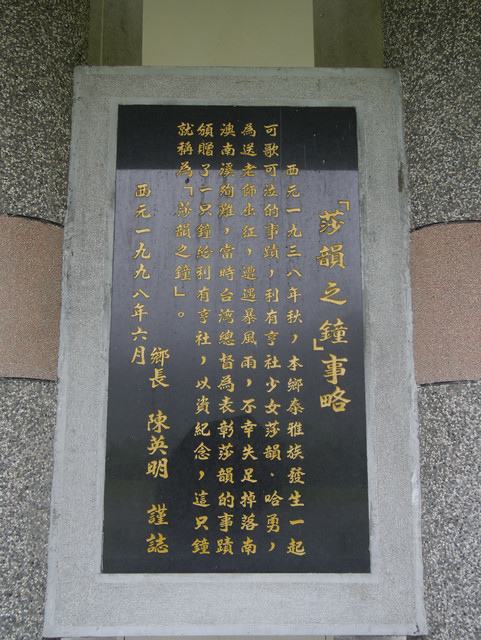 「莎韻之鐘」事略
西元一九三八年秋，本鄉泰雅族發生一起
可歌可泣的事蹟，利有亨社少女莎韻．哈勇，
為送老師出征，遭遇暴風雨，不幸失足掉落南
澳南溪殉難，當時台灣總督為表彰莎韻的事蹟
頒贈了一只鐘給利有亨社，以資紀念，這只鐘
就稱為「莎韻之鐘」。
西元一九九八年六月
鄉長 陳英明 謹誌